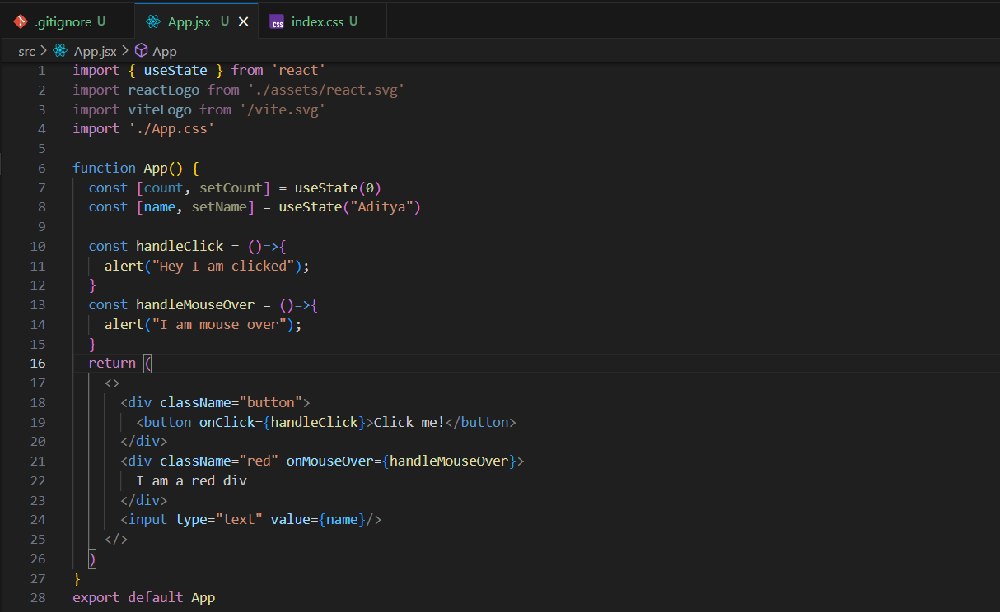 .gitignore U App.jsx U × css index.css U
src > App.jsx > App
1 import { useState } from 'react'
2 import reactLogo from './assets/react.svg'
3 import viteLogo from '/vite.svg'
4 import './App.css'
5
6 function App() {
7   const [count, setCount] = useState(0)
8   const [name, setName] = useState("Aditya")
9
10   const handleClick = ()=>{
11     alert("Hey I am clicked");
12   }
13   const handleMouseOver = ()=>{
14     alert("I am mouse over");
15   }
16   return (
17     <>
18       <div className="button">
19         <button onClick={handleClick}>Click me!</button>
20       </div>
21       <div className="red" onMouseOver={handleMouseOver}>
22         I am a red div
23       </div>
24       <input type="text" value={name}/>
25     </>
26   )
27 }
28 export default App